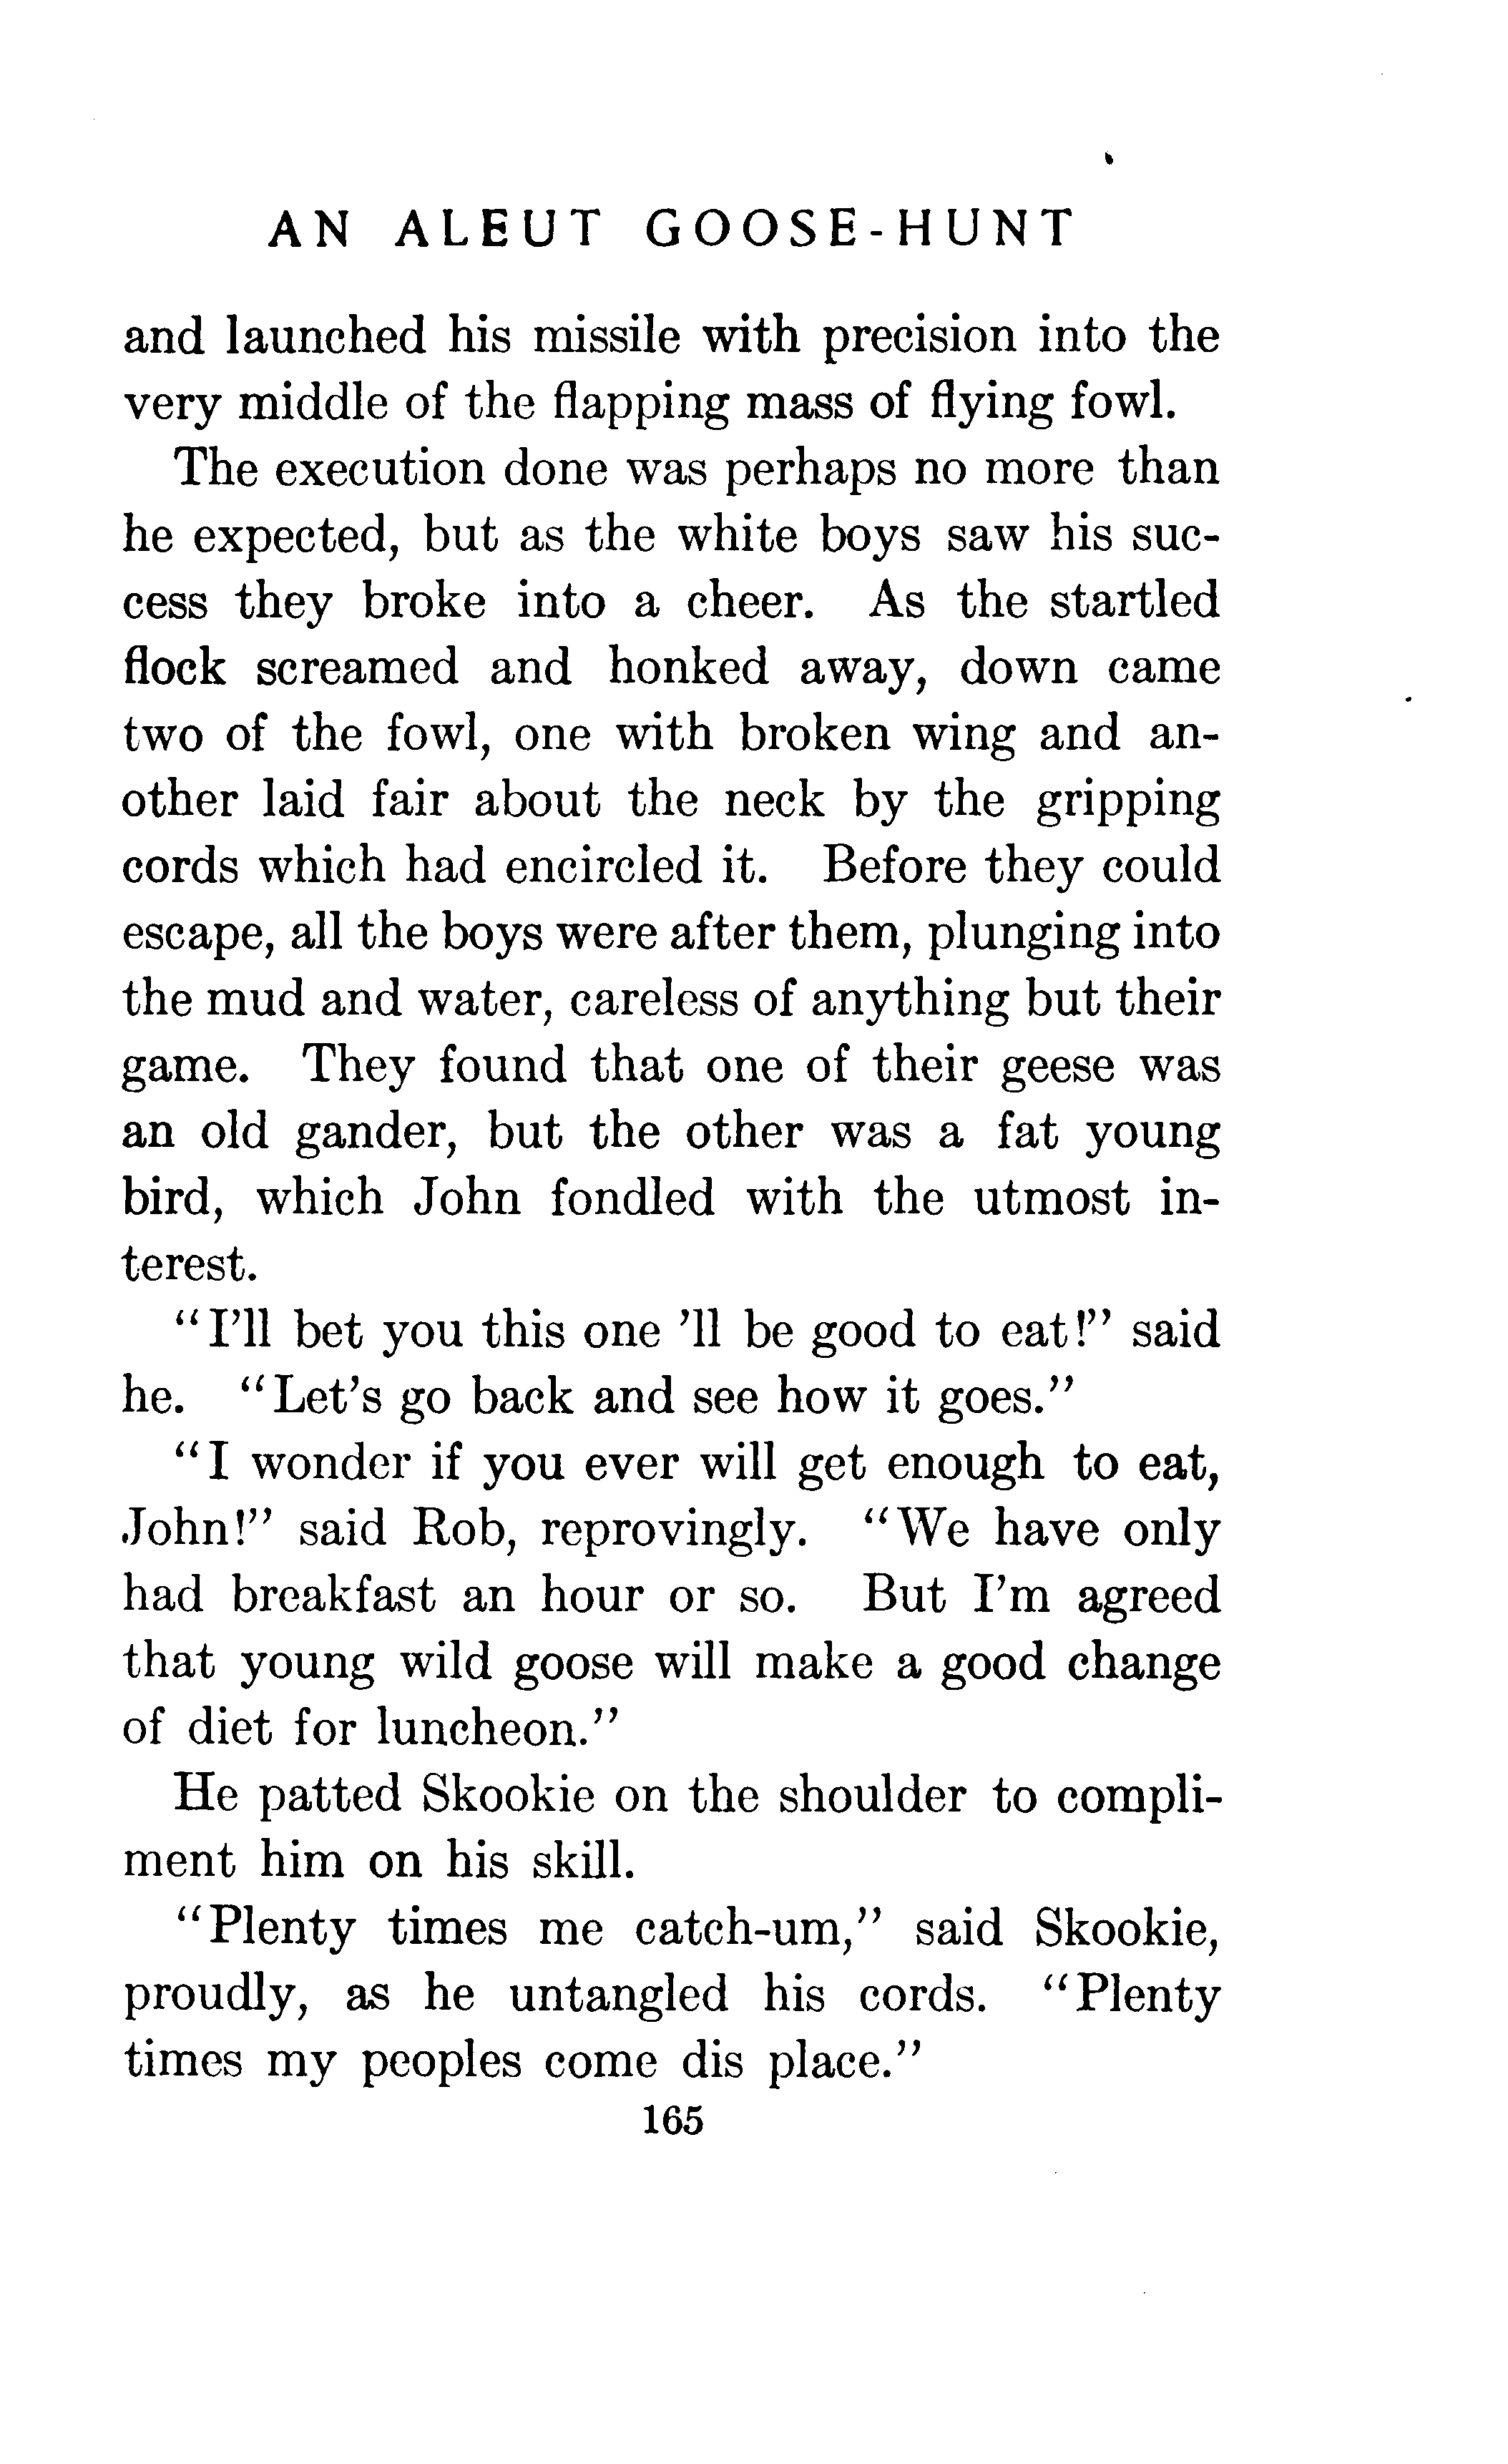 AN ALEUT GOOSE-HUNT
and launched his missile with precision into the
very middle of the flapping mass of flying fowl.
The execution done was perhaps no more than
he expected, but as the white boys saw his suc-
cess they broke into a cheer. As the startled
flock screamed and honked away, down came
two of the fowl, one with broken wing and an-
other laid fair about the neck by the gripping
cords which had encircled it. Before they could
escape, all the boys were after them, plunging into
the mud and water, careless of anything but their
game. They found that one of their geese was
an old gander, but the other was a fat young
bird, which John fondled with the utmost in-
terest.
"I'll bet you this one 'll be good to eat!" said
he. "Let's go back and see how it goes."
"I wonder if you ever will get enough to eat,
John!" said Rob, reprovingly. "We have only
had breakfast an hour or so. But I'm agreed
that young wild goose will make a good change
of diet for luncheon."
He patted Skookie on the shoulder to compli-
ment him on his skill.
"Plenty times me catch-um," said Skookie,
proudly, as he untangled his cords. "Plenty
times my peoples come dis place."
165